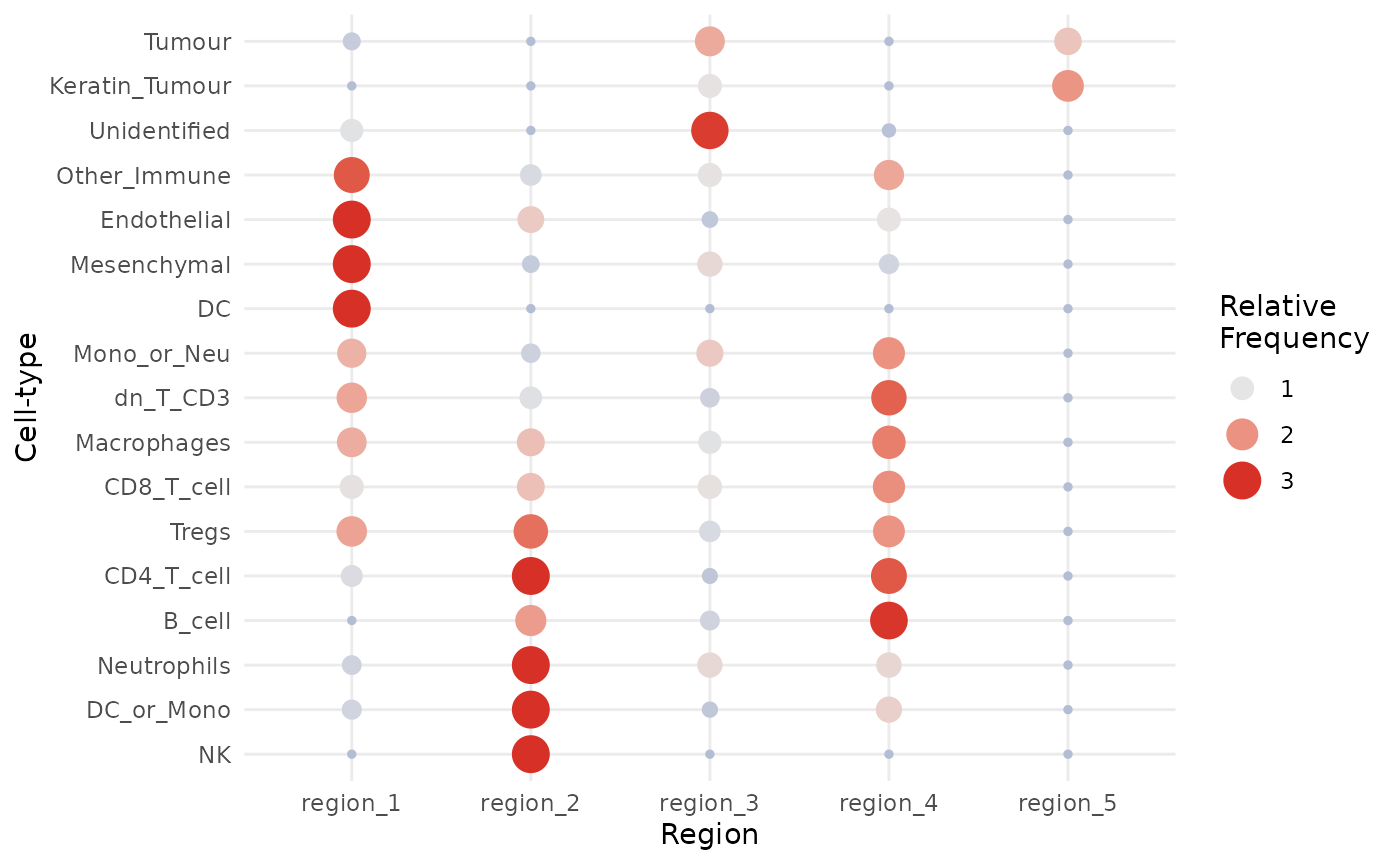 Tumour
Keratin_Tumour
Unidentified
Other_Immune
Endothelial
Mesenchymal
DC
Mono_or_Neu
dn_T_CD3
Macrophages
CD8_T_cell
Tregs
CD4_T_cell
B_cell
Neutrophils
DC_or_Mono
NK
Cell-type
region_1
region_2
region_3
region_4
region_5
Region
Relative
Frequency
1
2
3